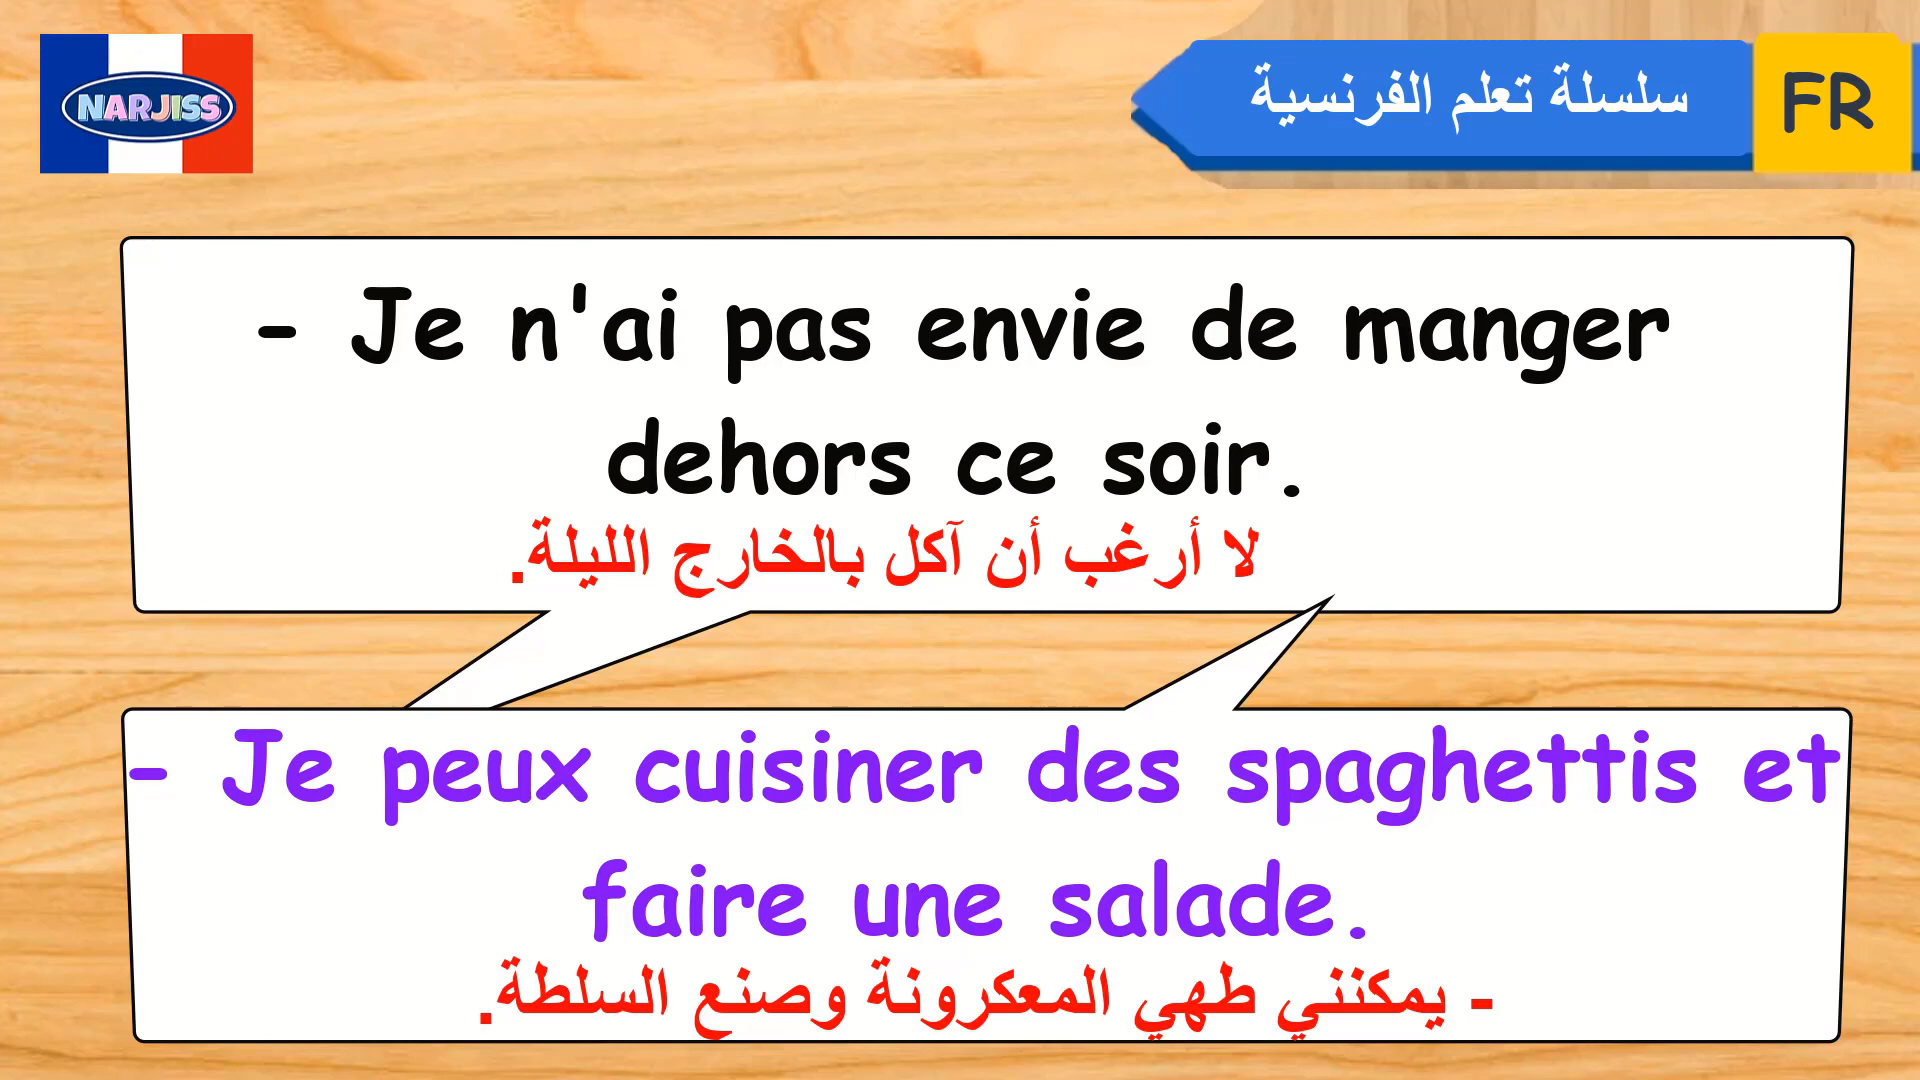 NARJISS
سلسلة تعلم الفرنسية
FR
- Je n'ai pas envie de manger
dehors ce soir.
لا أرغب أن آكل بالخارج الليلة.
- Je peux cuisiner des spaghettis et
faire une salade.
- يمكنني طهي المعكرونة وصنع السلطة.